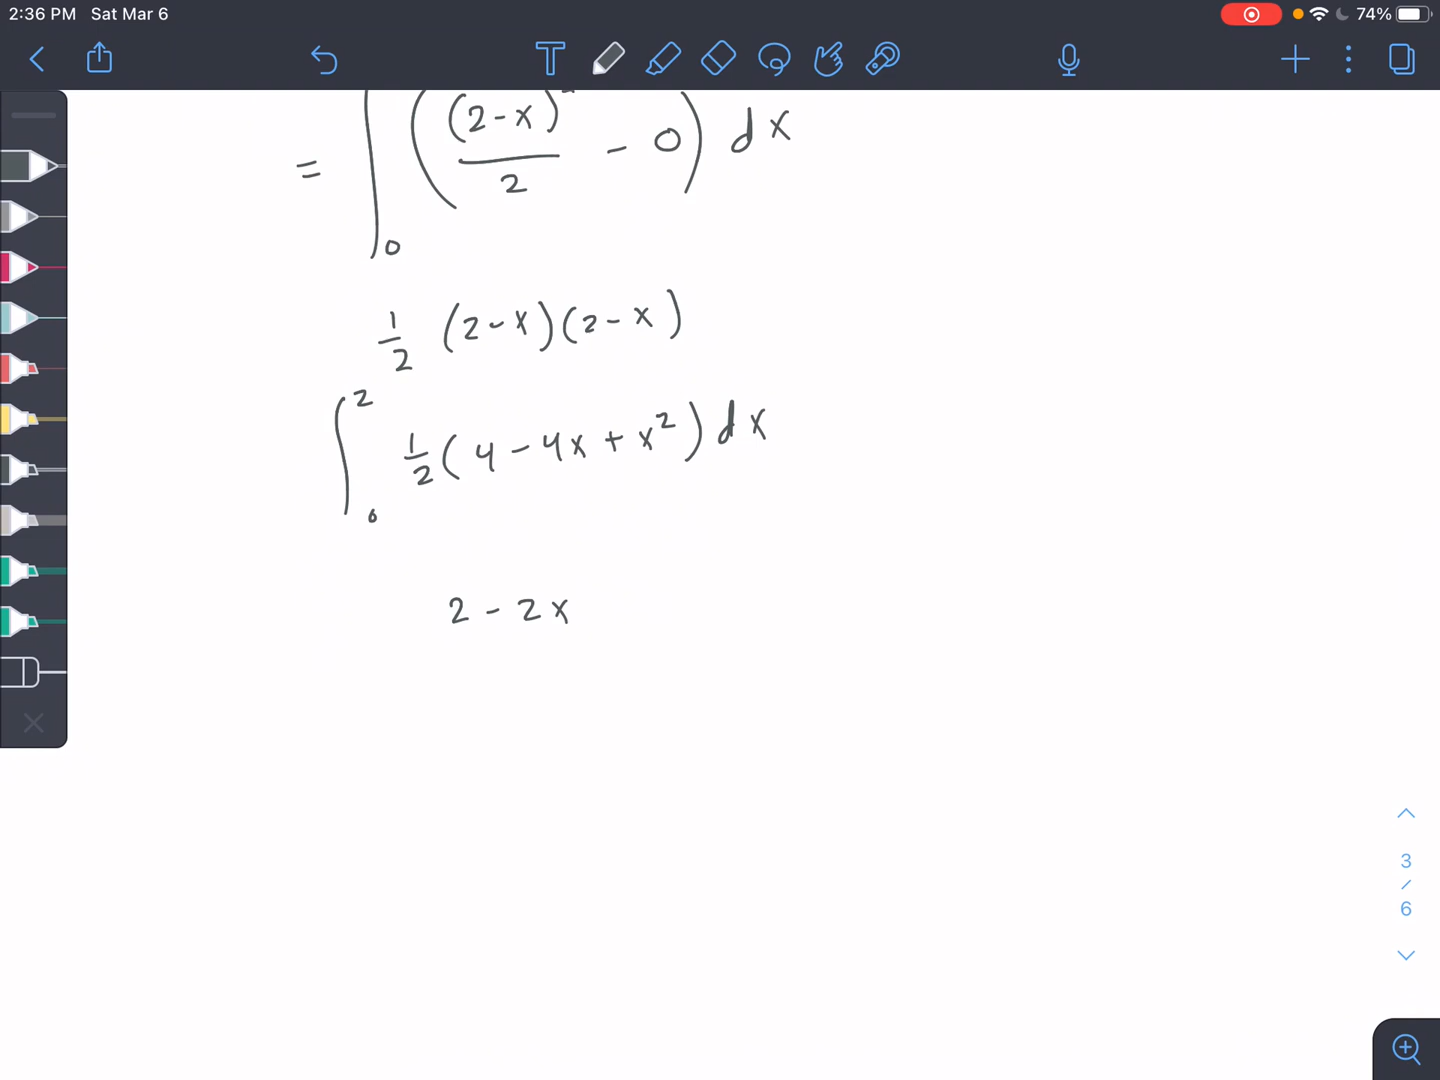 2:36 PM Sat Mar 6 74%
= ∫₀ ((2-x)²/2 - 0) dx
1/2 (2-x)(2-x)
∫₀² 1/2(4-4x+x²)dx
2-2x
3
/
6